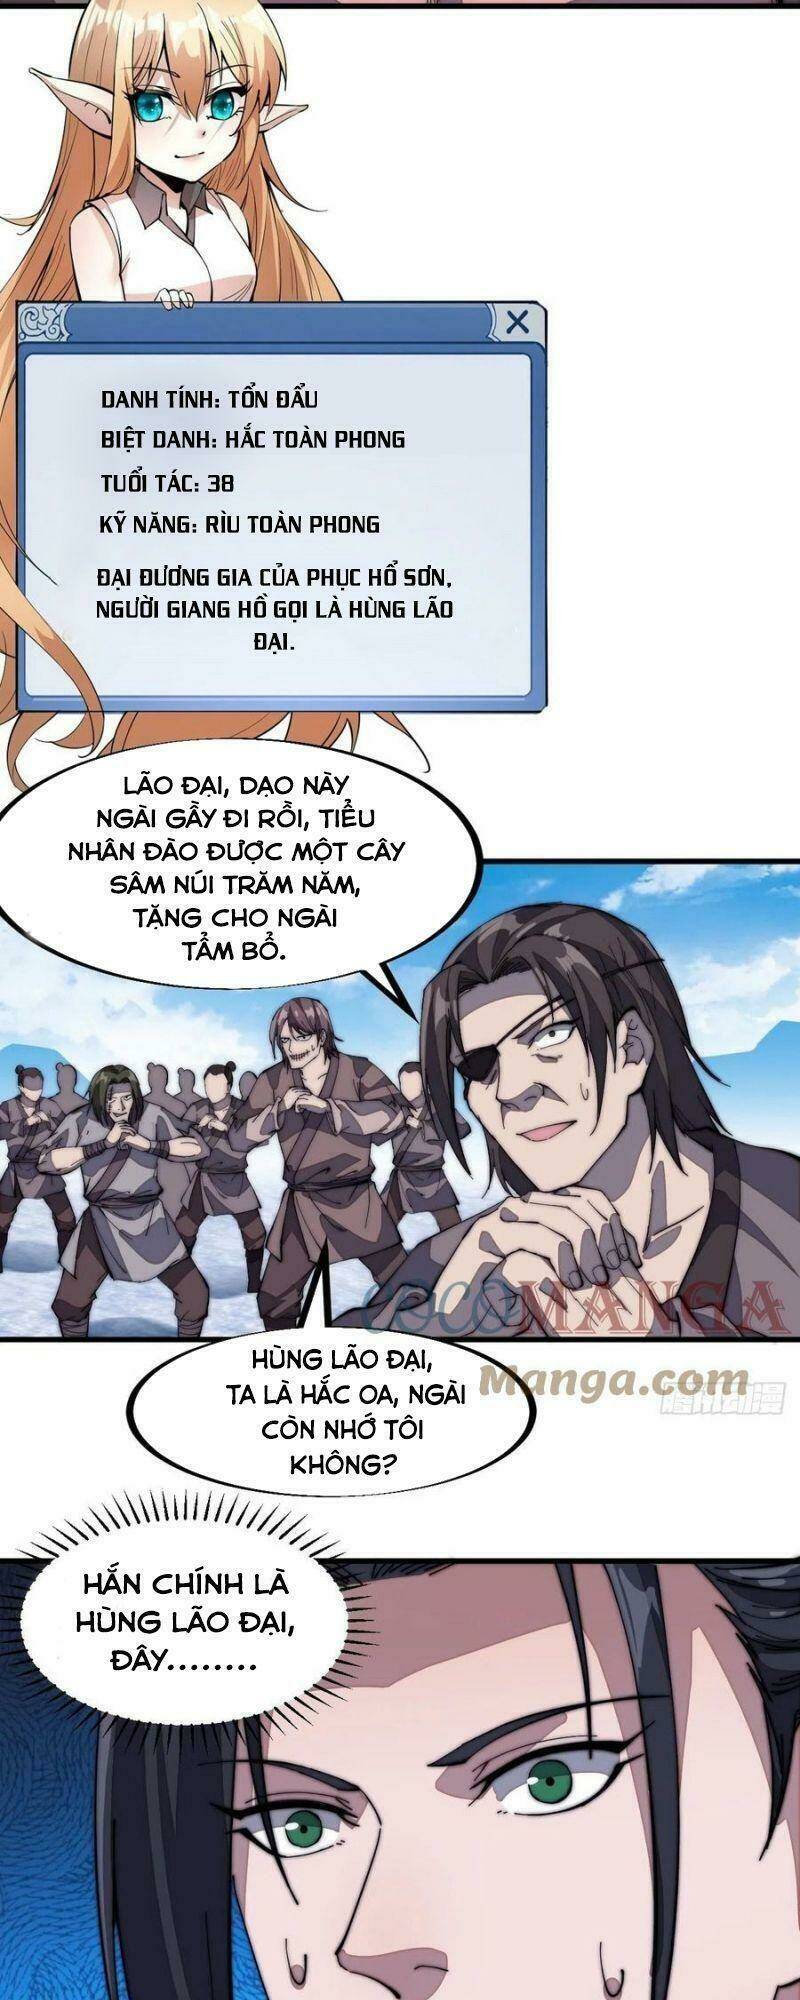 DANH TÍNH: TỔN ĐẨU
BIỆT DANH: HẮC TOÀN PHONG
TUỔI TÁC: 38
KỸ NĂNG: RÌU TOÀN PHONG
ĐẠI ĐƯƠNG GIA CỦA PHỤC HỔ SƠN,
NGƯỜI GIANG HỒ GỌI LÀ HÙNG LÃO
ĐẠI.
LÃO ĐẠI, DẠO NÀY
NGÀI GẦY ĐI RỒI, TIỂU
NHÂN ĐÀO ĐƯỢC MỘT CÂY
SÂM NÚI TRĂM NĂM,
TẶNG CHO NGÀI
TẨM BỔ.
COCOMANGA
Manga.com
HÙNG LÃO ĐẠI,
TA LÀ HẮC OA, NGÀI
CÒN NHỚ TÔI
KHÔNG?
HẮN CHÍNH LÀ
HÙNG LÃO ĐẠI,
ĐÂY........